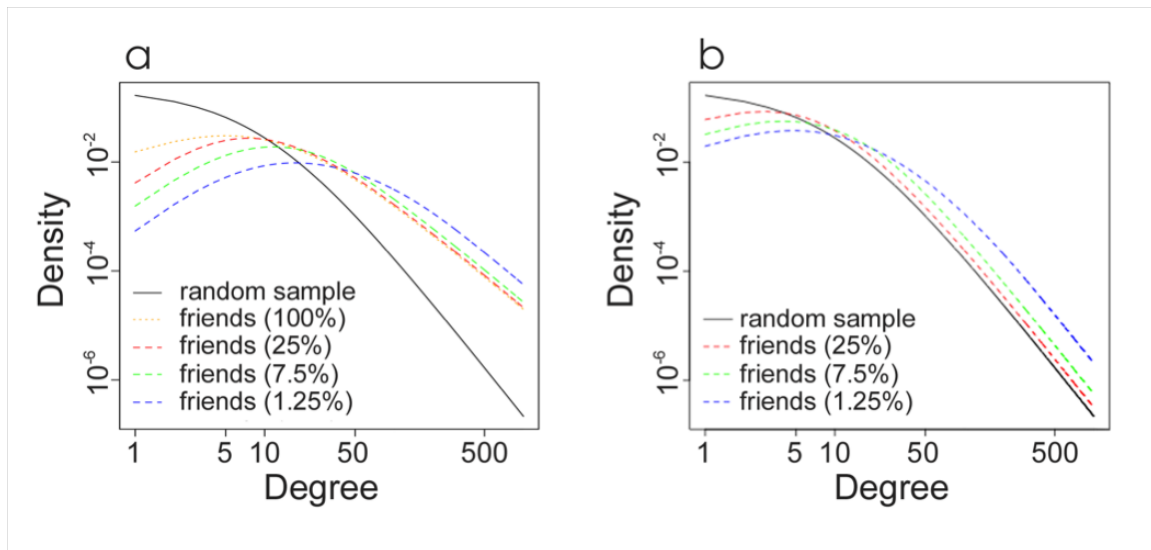 a
Density
10⁻²
10⁻⁴
10⁻⁶
random sample
friends (100%)
friends (25%)
friends (7.5%)
friends (1.25%)
1 5 10 50 500
Degree
b
Density
10⁻²
10⁻⁴
10⁻⁶
random sample
friends (25%)
friends (7.5%)
friends (1.25%)
1 5 10 50 500
Degree